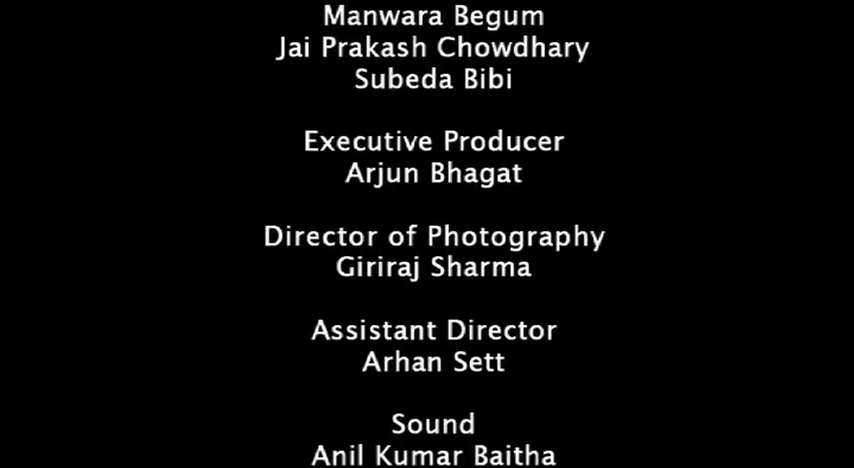 Manwara Begum
Jai Prakash Chowdhary
Subeda Bibi
Executive Producer
Arjun Bhagat
Director of Photography
Giriraj Sharma
Assistant Director
Arhan Sett
Sound
Anil Kumar Baitha